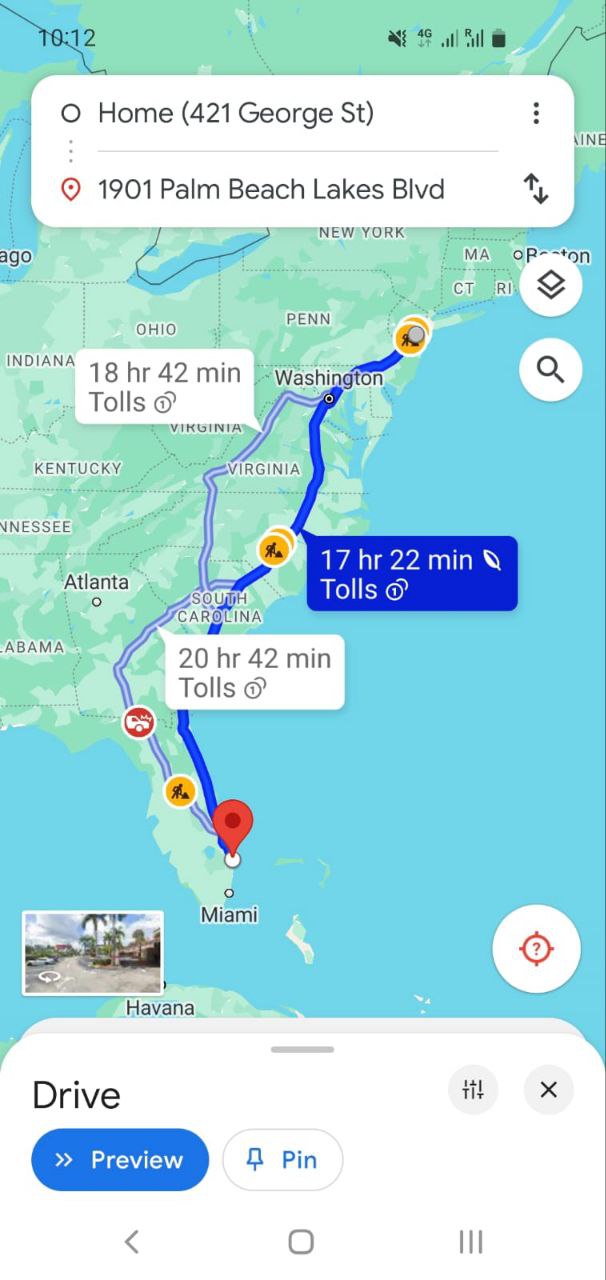 10:12
4G
R
Home (421 George St)
1901 Palm Beach Lakes Blvd
AINE
NEW YORK
ago
MA
Boston
CT
RI
PENN
OHIO
INDIANA
18 hr 42 min
Tolls
Washington
VIRGINIA
KENTUCKY
VIRGINIA
NNESSEE
17 hr 22 min
Tolls
Atlanta
SOUTH
CAROLINA
LABAMA
20 hr 42 min
Tolls
Miami
Havana
Drive
Preview
Pin